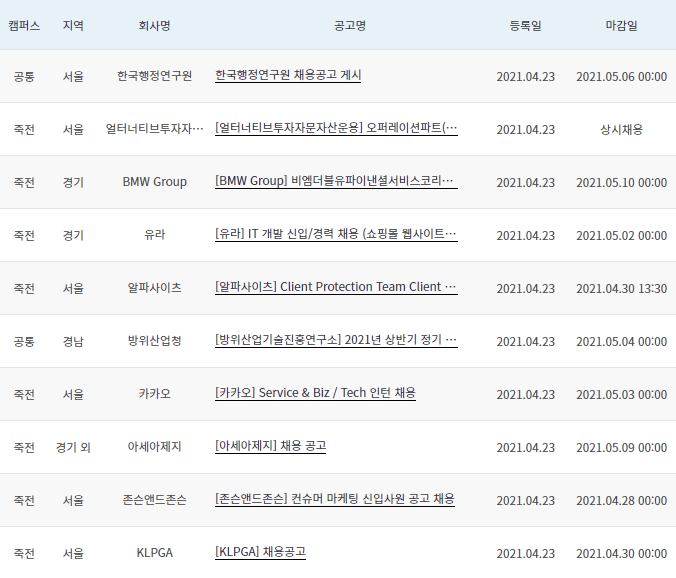 캠퍼스 지역 회사명 공고명 등록일 마감일
공통 서울 한국행정연구원 한국행정연구원 채용공고 게시 2021.04.23 2021.05.06 00:00
죽전 서울 얼터너티브투자자… [얼터너티브투자자문자산운용] 오퍼레이션파트(… 2021.04.23 상시채용
죽전 경기 BMW Group [BMW Group] 비엠더블유파이낸셜서비스코리… 2021.04.23 2021.05.10 00:00
죽전 경기 유라 [유라] IT 개발 신입/경력 채용 (쇼핑몰 웹사이트… 2021.04.23 2021.05.02 00:00
죽전 서울 알파사이츠 [알파사이츠] Client Protection Team Client … 2021.04.23 2021.04.30 13:30
공통 경남 방위산업청 [방위산업기술진흥연구소] 2021년 상반기 정기 … 2021.04.23 2021.05.04 00:00
죽전 서울 카카오 [카카오] Service & Biz / Tech 인턴 채용 2021.04.23 2021.05.03 00:00
죽전 경기 외 아세아제지 [아세아제지] 채용 공고 2021.04.23 2021.05.09 00:00
죽전 서울 존슨앤드존슨 [존슨앤드존슨] 컨슈머 마케팅 신입사원 공고 채용 2021.04.23 2021.04.28 00:00
죽전 서울 KLPGA [KLPGA] 채용공고 2021.04.23 2021.04.30 00:00